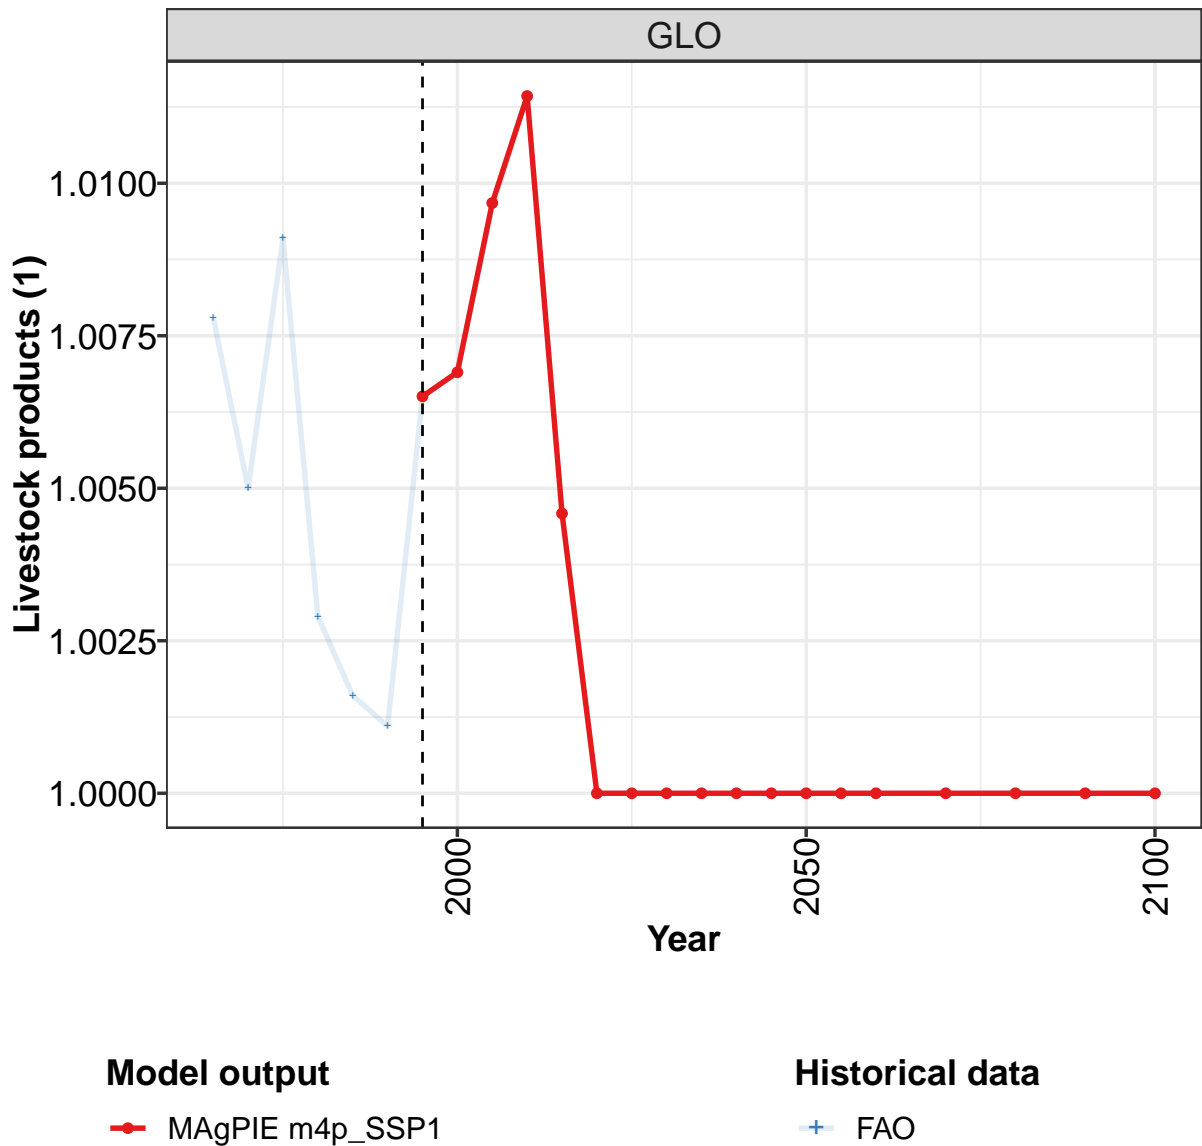 GLO
Livestock products (1)
1.0100
1.0075
1.0050
1.0025
1.0000
2000
2050
2100
Year
Model output
MAgPIE m4p_SSP1
Historical data
FAO